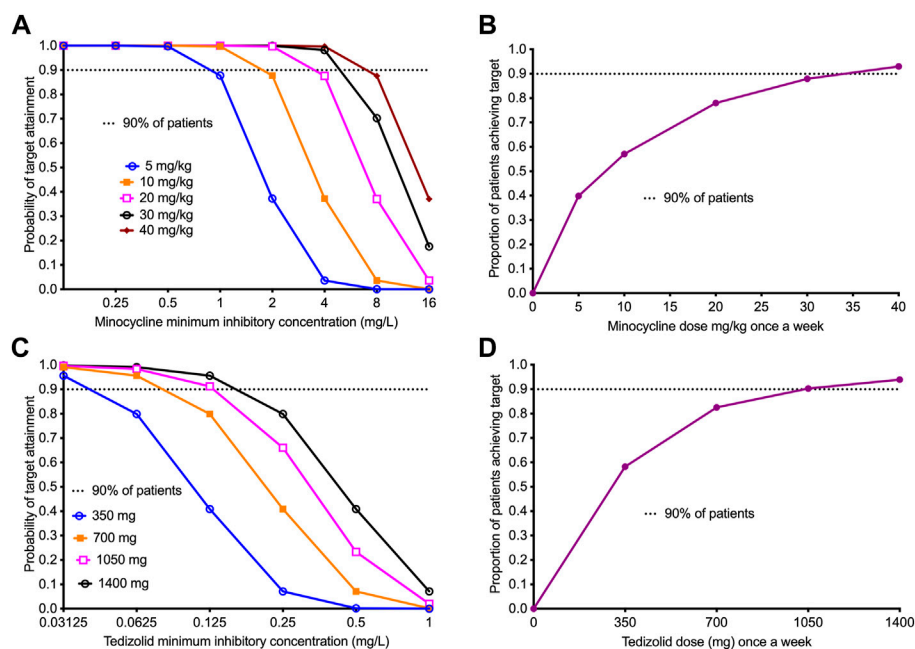 A
Probability of target attainment
1.0
0.9
0.8
0.7
0.6
0.5
0.4
0.3
0.2
0.1
0.0
90% of patients
5 mg/kg
10 mg/kg
20 mg/kg
30 mg/kg
40 mg/kg
0.25 0.5 1 2 4 8 16
Minocycline minimum inhibitory concentration (mg/L)
B
Proportion of patients achieving target
1.0
0.9
0.8
0.7
0.6
0.5
0.4
0.3
0.2
0.1
0.0
90% of patients
0 5 10 15 20 25 30 35 40
Minocycline dose mg/kg once a week
C
Probability of target attainment
1.0
0.9
0.8
0.7
0.6
0.5
0.4
0.3
0.2
0.1
0.0
90% of patients
350 mg
700 mg
1050 mg
1400 mg
0.03125 0.0625 0.125 0.25 0.5 1
Tedizolid minimum inhibitory concentration (mg/L)
D
Proportion of patients achieving target
1.0
0.9
0.8
0.7
0.6
0.5
0.4
0.3
0.2
0.1
0.0
90% of patients
0 350 700 1050 1400
Tedizolid dose (mg) once a week